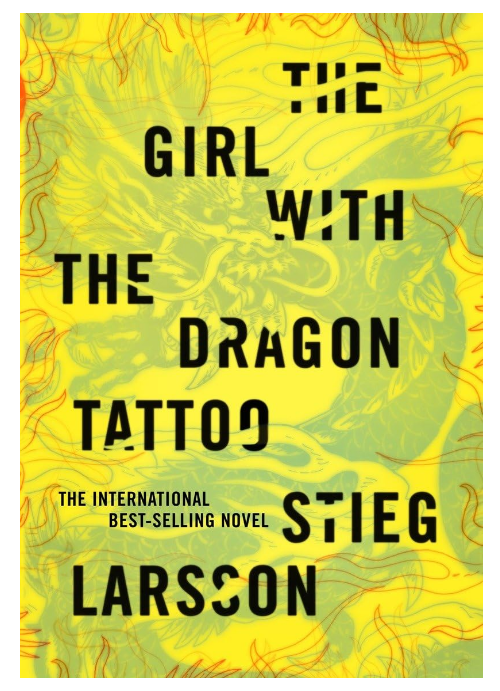 THE
GIRL
WITH
THE
DRAGON
TATTOO
THE INTERNATIONAL
BEST-SELLING NOVEL
STIEG
LARSSON